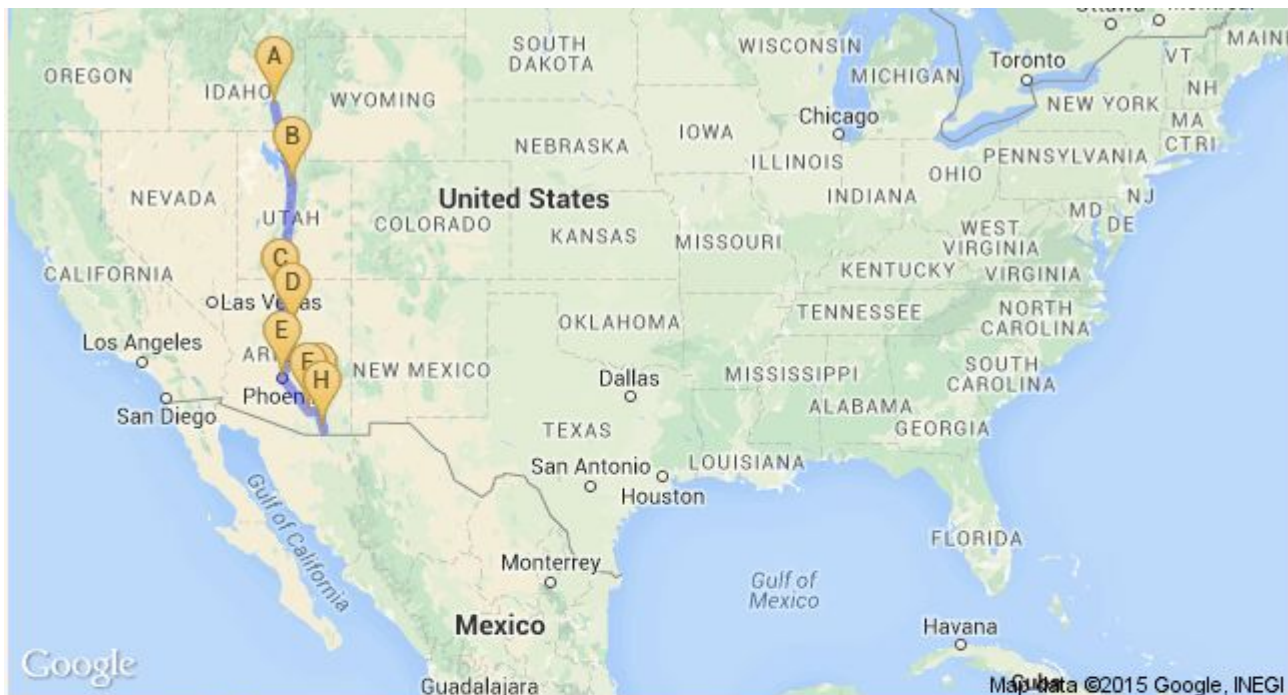 Ottawa
Montreal
MAINE
WISCONSIN
SOUTH
DAKOTA
Toronto
VT
OREGON
IDAHO
A
WYOMING
MICHIGAN
NH
NEW YORK
MA
CT RI
Chicago
IOWA
B
NEBRASKA
ILLINOIS
PENNSYLVANIA
OHIO
INDIANA
NJ
NEVADA
United States
MD
DE
UTAH
COLORADO
KANSAS
MISSOURI
WEST
VIRGINIA
CALIFORNIA
C
KENTUCKY
VIRGINIA
D
Las Vegas
TENNESSEE
NORTH
CAROLINA
OKLAHOMA
E
Los Angeles
F
NEW MEXICO
SOUTH
CAROLINA
H
Dallas
MISSISSIPPI
Phoen
San Diego
ALABAMA
GEORGIA
TEXAS
San Antonio
LOUISIANA
Houston
Gulf of California
FLORIDA
Monterrey
Gulf of
Mexico
Mexico
Havana
Google
Guadalajara
Cuba
Map data ©2015 Google, INEGI